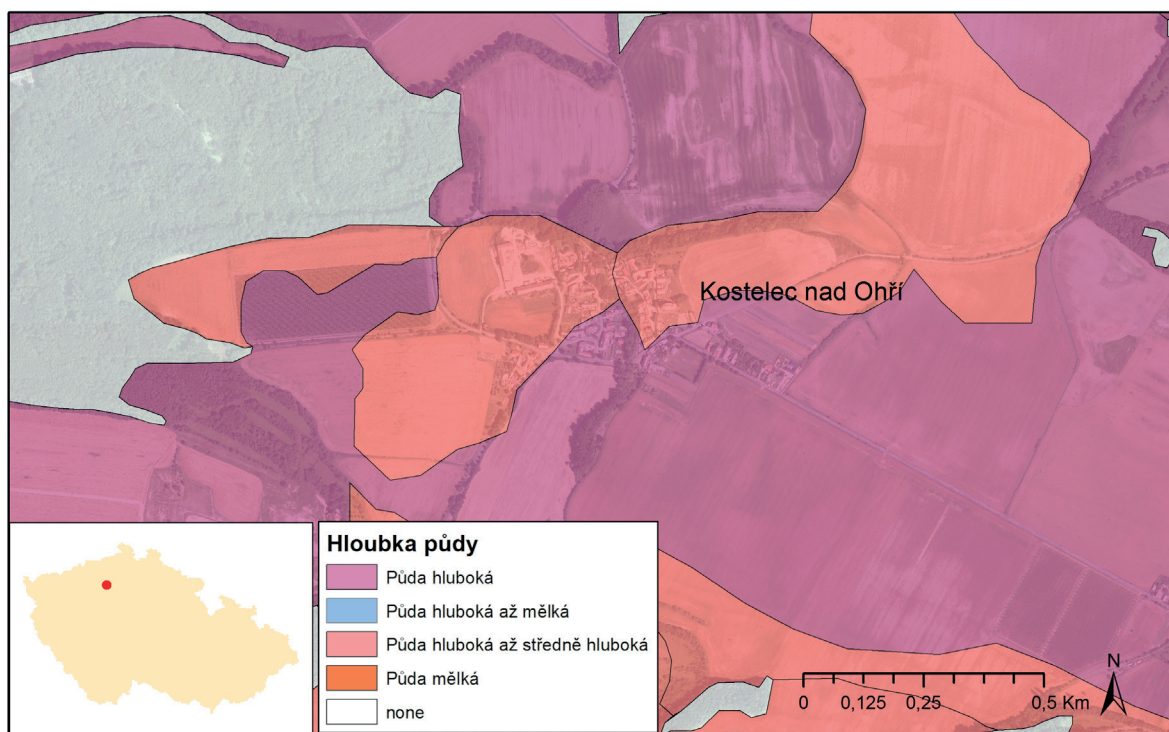 Kostelec nad Ohří
Hloubka půdy
Půda hluboká
Půda hluboká až mělká
Půda hluboká až středně hluboká
Půda mělká
none
N
0 0,125 0,25 0,5 Km